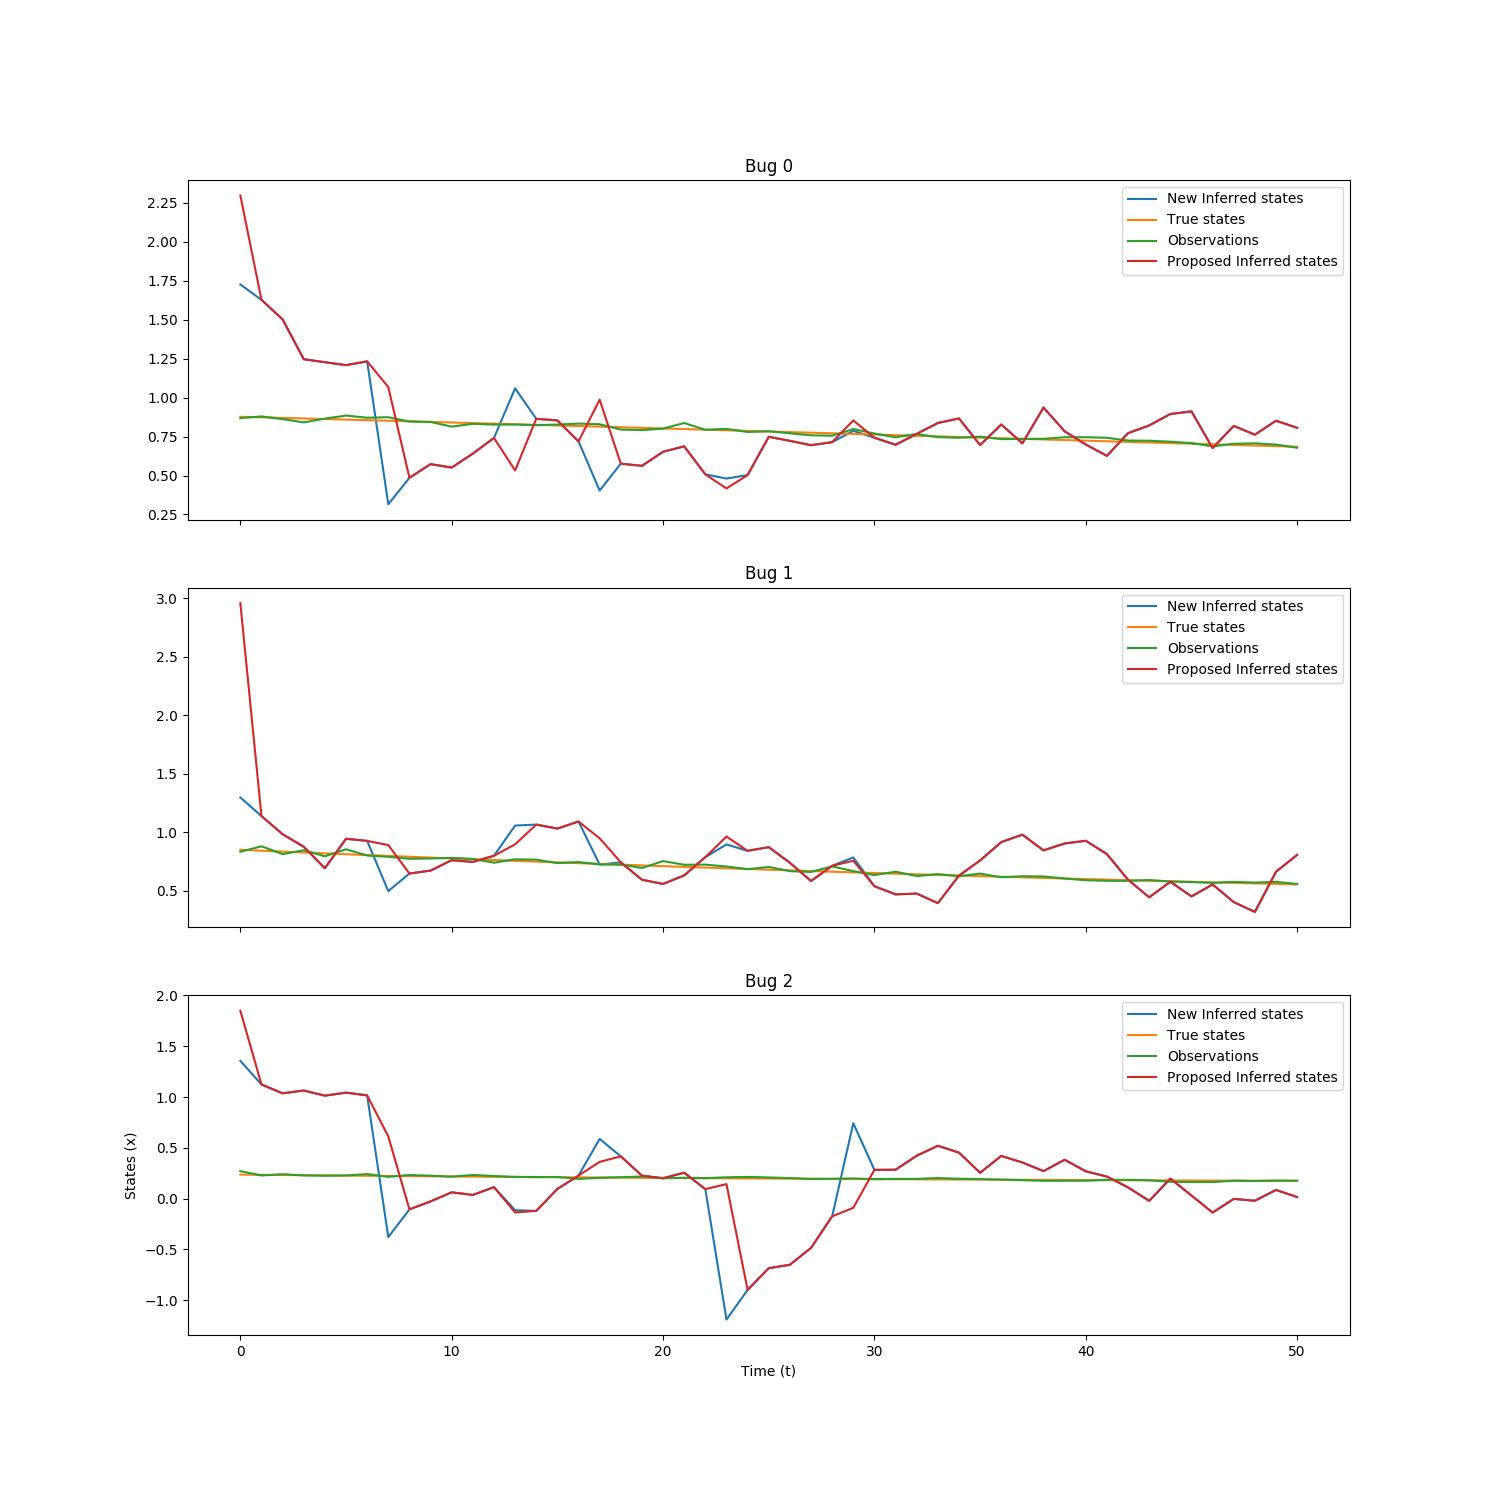 Bug 0
2.25
2.00
1.75
1.50
1.25
1.00
0.75
0.50
0.25
New Inferred states
True states
Observations
Proposed Inferred states
Bug 1
3.0
2.5
2.0
1.5
1.0
0.5
New Inferred states
True states
Observations
Proposed Inferred states
Bug 2
2.0
1.5
1.0
0.5
0.0
−0.5
−1.0
States (x)
New Inferred states
True states
Observations
Proposed Inferred states
0 10 20 30 40 50
Time (t)